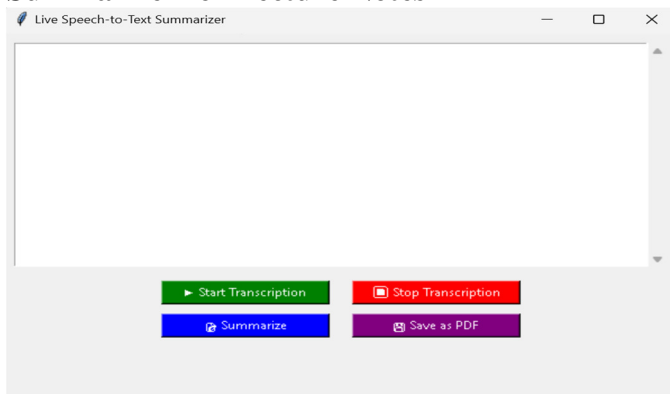 Live Speech-to-Text Summarizer
Start Transcription
Stop Transcription
Summarize
Save as PDF